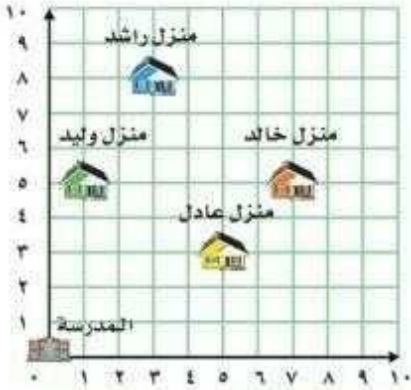 ١٠
منزل راشد
٩
٨
٧
منزل وليد منزل خالد
٦
٥
منزل عادل
٤
٣
٢
١
المدرسة
٠ ١ ٢ ٣ ٤ ٥ ٦ ٧ ٨ ٩ ١٠